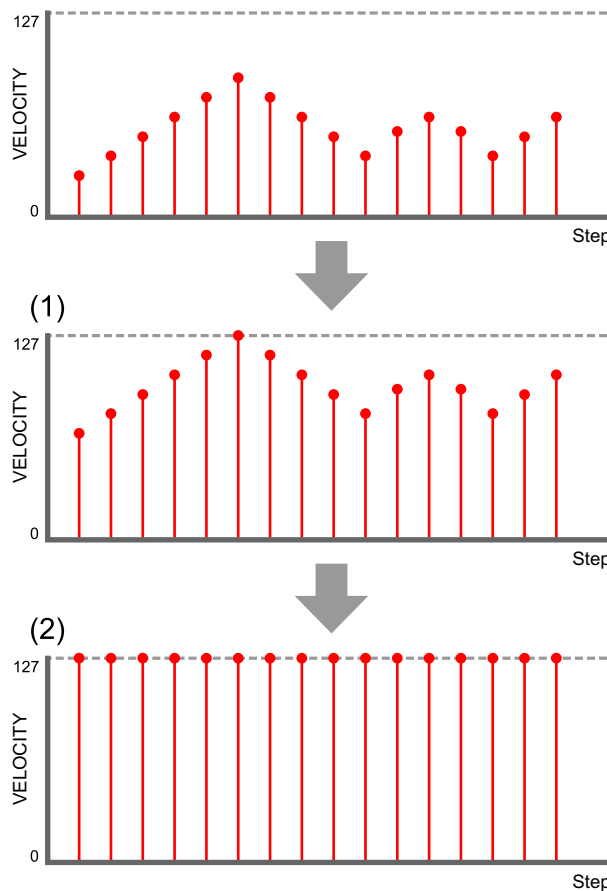 127
VELOCITY
0
Step
(1)
127
VELOCITY
0
Step
(2)
127
VELOCITY
0
Step